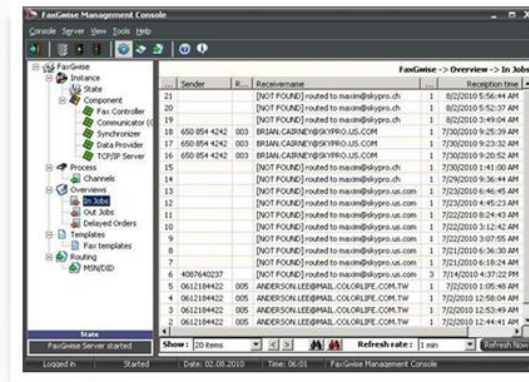 FaxGwise Management Console
Console Server View Tools Help
FaxGwise
Instance
State
Component
Fax Controller
Communicator (G
Synchronizer
Data Provider
TCP/IP Server
Process
Channels
Overviews
In Jobs
Out Jobs
Delayed Orders
Templates
Fax templates
Routing
MSN/DID
State
FaxGwise Server started
FaxGwise -> Overview -> In Jobs
... Sender R... Receivername ... Reception time
21 [NOT FOUND] routed to maxim@skypro.ch 1 8/2/2010 5:56:44 AM
20 [NOT FOUND] routed to maxim@skypro.ch 1 8/2/2010 5:52:37 AM
19 [NOT FOUND] routed to maxim@skypro.ch 1 8/2/2010 3:49:04 AM
18 650 854 4242 003 BRIAN.CAIRNEY@SKYPRO.US.COM 1 7/30/2010 9:25:39 AM
17 650 854 4242 003 BRIAN.CAIRNEY@SKYPRO.US.COM 1 7/30/2010 9:23:32 AM
16 650 854 4242 003 BRIAN.CAIRNEY@SKYPRO.US.COM 1 7/30/2010 9:20:52 AM
15 [NOT FOUND] routed to maxim@skypro.ch 1 7/30/2010 1:41:00 AM
14 [NOT FOUND] routed to maxim@skypro.ch 1 7/29/2010 9:36:44 AM
13 [NOT FOUND] routed to maxim@skypro.us.com 1 7/23/2010 6:46:45 AM
12 [NOT FOUND] routed to maxim@skypro.us.com 1 7/23/2010 4:45:23 AM
11 [NOT FOUND] routed to maxim@skypro.us.com 1 7/22/2010 8:24:43 AM
10 [NOT FOUND] routed to maxim@skypro.us.com 1 7/22/2010 3:12:42 AM
9 [NOT FOUND] routed to maxim@skypro.us.com 1 7/22/2010 3:07:55 AM
8 [NOT FOUND] routed to maxim@skypro.us.com 1 7/21/2010 6:36:30 AM
7 [NOT FOUND] routed to maxim@skypro.us.com 1 7/21/2010 6:18:24 AM
6 4087640237 [NOT FOUND] routed to maxim@skypro.us.com 3 7/14/2010 4:37:22 PM
5 0612184422 005 ANDERSON.LEE@MAIL.COLORLIFE.COM.TW 1 7/2/2010 1:05:48 AM
4 0612184422 005 ANDERSON.LEE@MAIL.COLORLIFE.COM.TW 1 7/2/2010 12:58:04 AM
3 0612184422 005 ANDERSON.LEE@MAIL.COLORLIFE.COM.TW 1 7/2/2010 12:53:49 AM
2 0612184422 005 ANDERSON.LEE@MAIL.COLORLIFE.COM.TW 1 7/2/2010 12:44:41 AM
Show : 20 items < > Refresh rate : 1 min Refresh Now
Logged in Started Date: 02.08.2010 Time: 06:01 FaxGwise Management Console